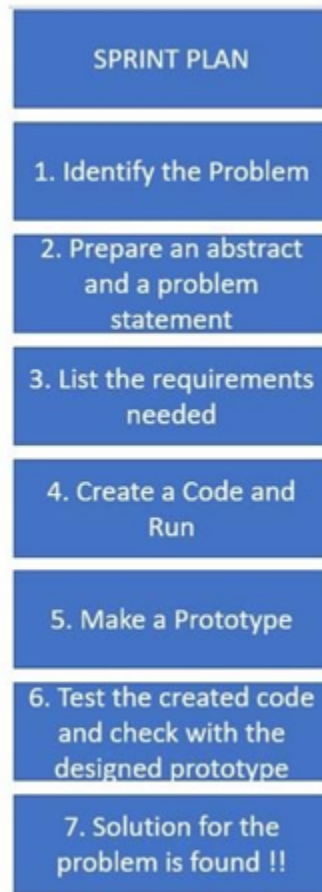 SPRINT PLAN
1. Identify the Problem
2. Prepare an abstract
and a problem
statement
3. List the requirements
needed
4. Create a Code and
Run
5. Make a Prototype
6. Test the created code
and check with the
designed prototype
7. Solution for the
problem is found !!